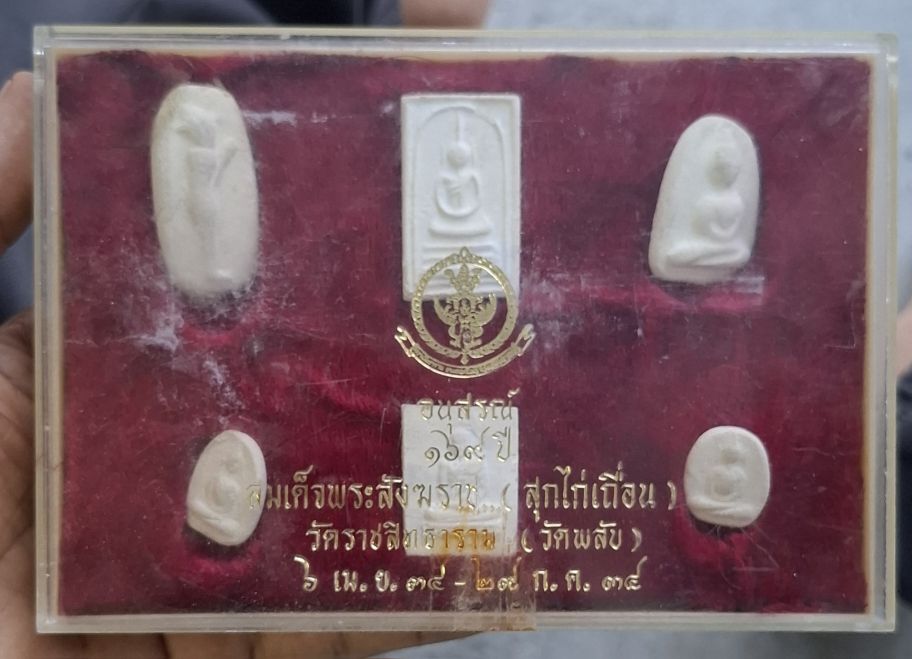 อนุสรณ์
๑๖๙ ปี
สมเด็จพระสังฆราช...( สุกไก่เถื่อน )
วัดราชสิทธาราม (วัดพลับ)
๖ เม.ย.๓๔ - ๒๗ ก.ค. ๓๔